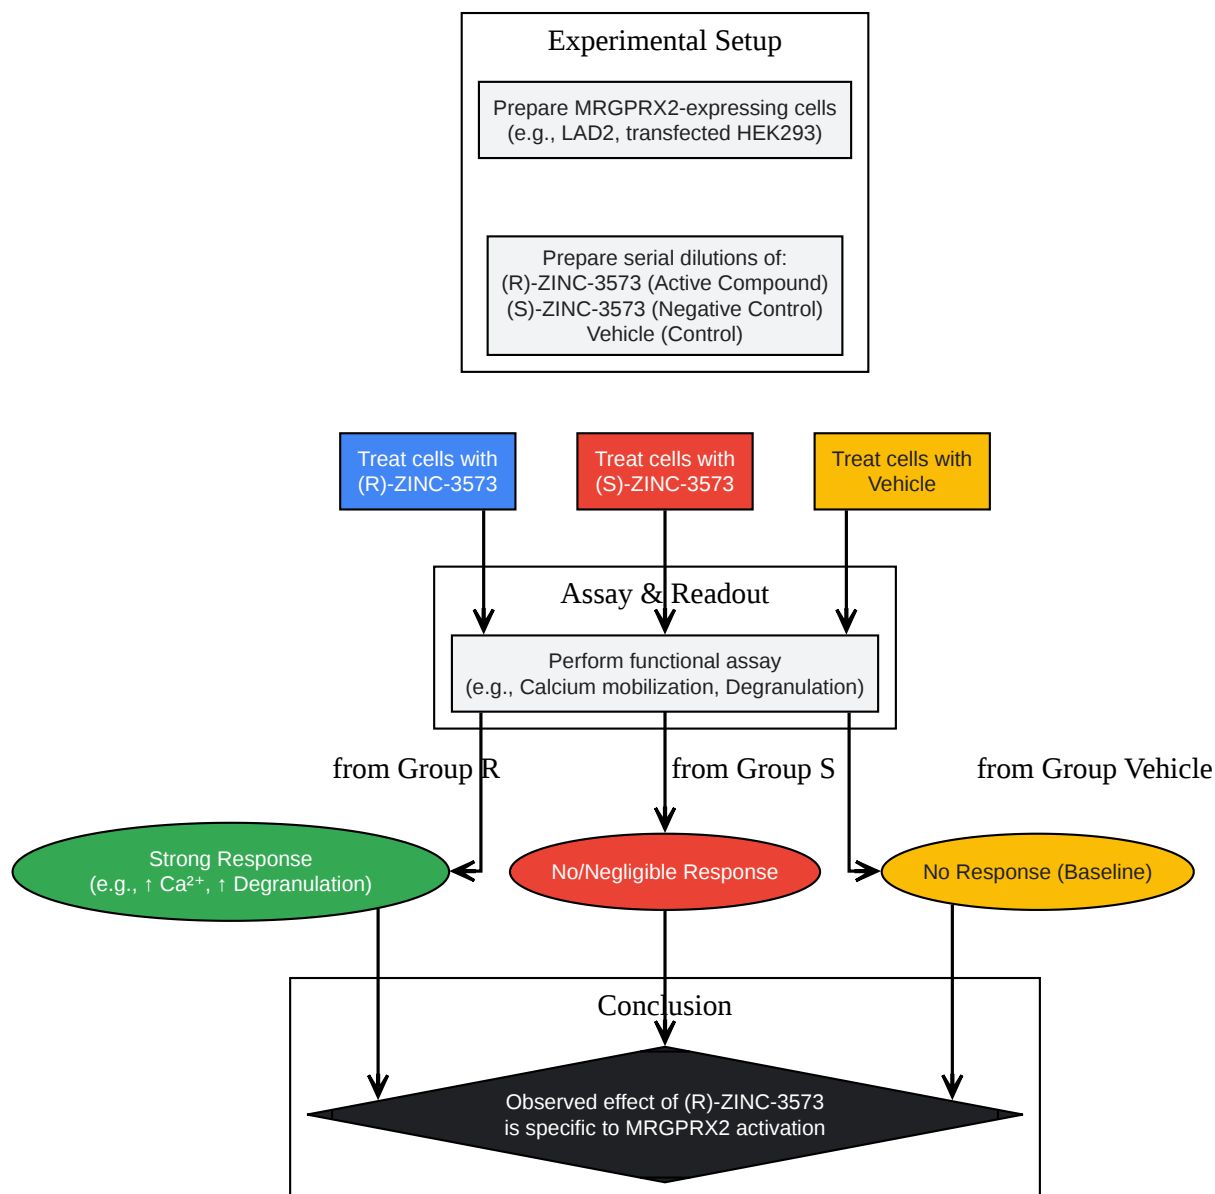 Experimental Setup
Prepare MRGPRX2-expressing cells
(e.g., LAD2, transfected HEK293)
Prepare serial dilutions of:
(R)-ZINC-3573 (Active Compound)
(S)-ZINC-3573 (Negative Control)
Vehicle (Control)
Treat cells with
(R)-ZINC-3573
Treat cells with
(S)-ZINC-3573
Treat cells with
Vehicle
Assay & Readout
Perform functional assay
(e.g., Calcium mobilization, Degranulation)
from Group R
from Group S
from Group Vehicle
Strong Response
(e.g., ↑ Ca²⁺, ↑ Degranulation)
No/Negligible Response
No Response (Baseline)
Conclusion
Observed effect of (R)-ZINC-3573
is specific to MRGPRX2 activation